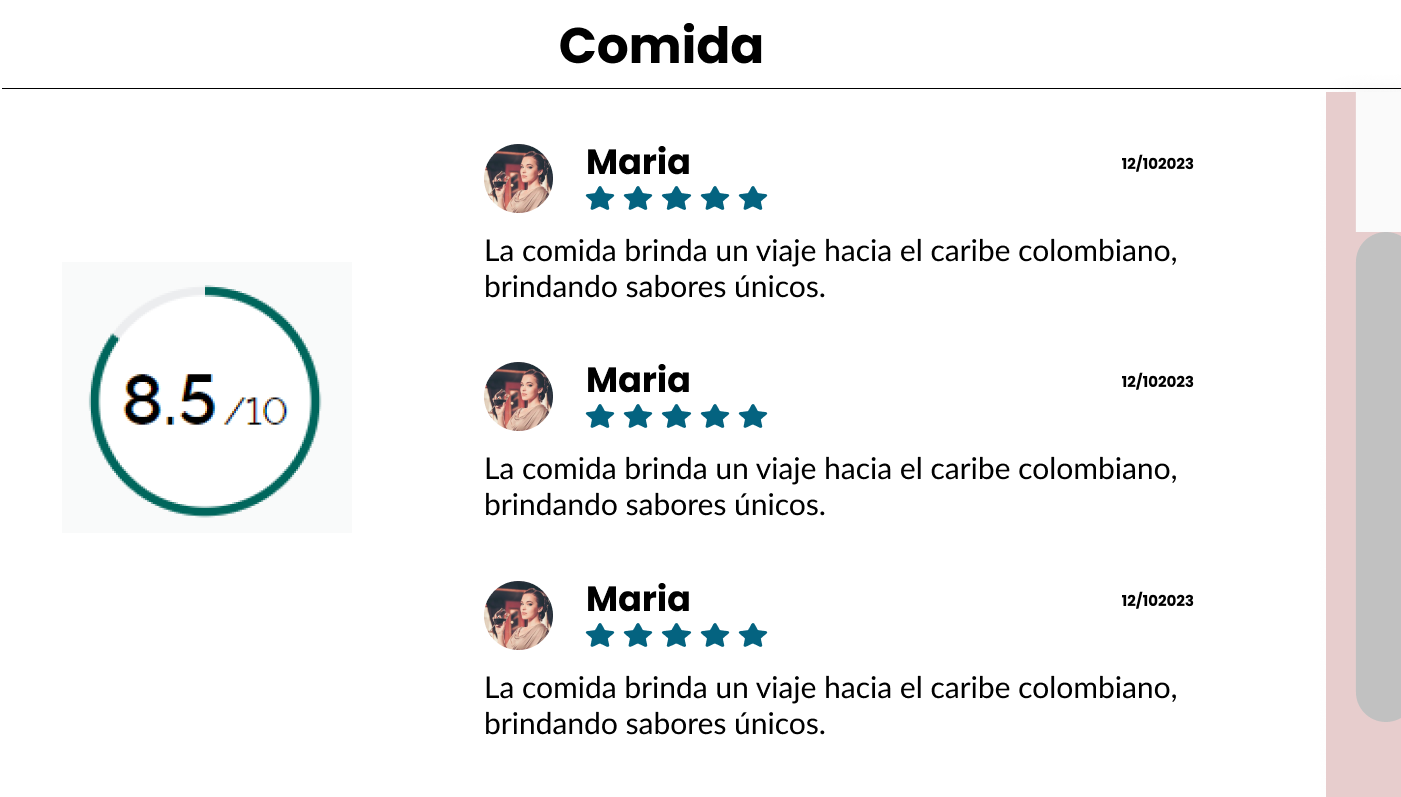 Comida
8.5 /10
Maria
12/102023
La comida brinda un viaje hacia el caribe colombiano,
brindando sabores únicos.
Maria
12/102023
La comida brinda un viaje hacia el caribe colombiano,
brindando sabores únicos.
Maria
12/102023
La comida brinda un viaje hacia el caribe colombiano,
brindando sabores únicos.